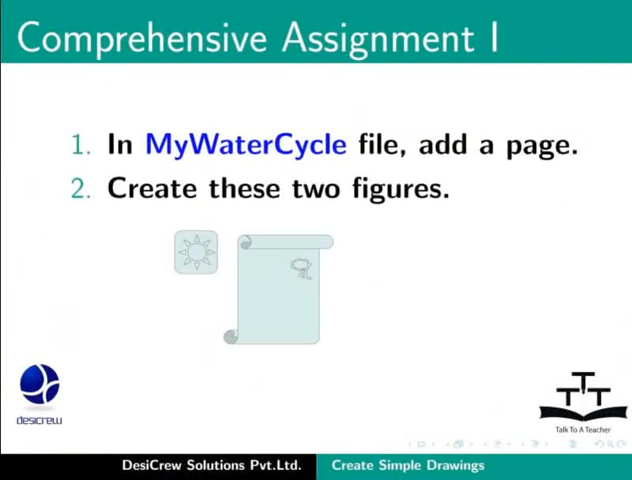 Comprehensive Assignment I
1. In MyWaterCycle file, add a page.
2. Create these two figures.
desicrew
T T T
Talk To A Teacher
DesiCrew Solutions Pvt.Ltd. Create Simple Drawings